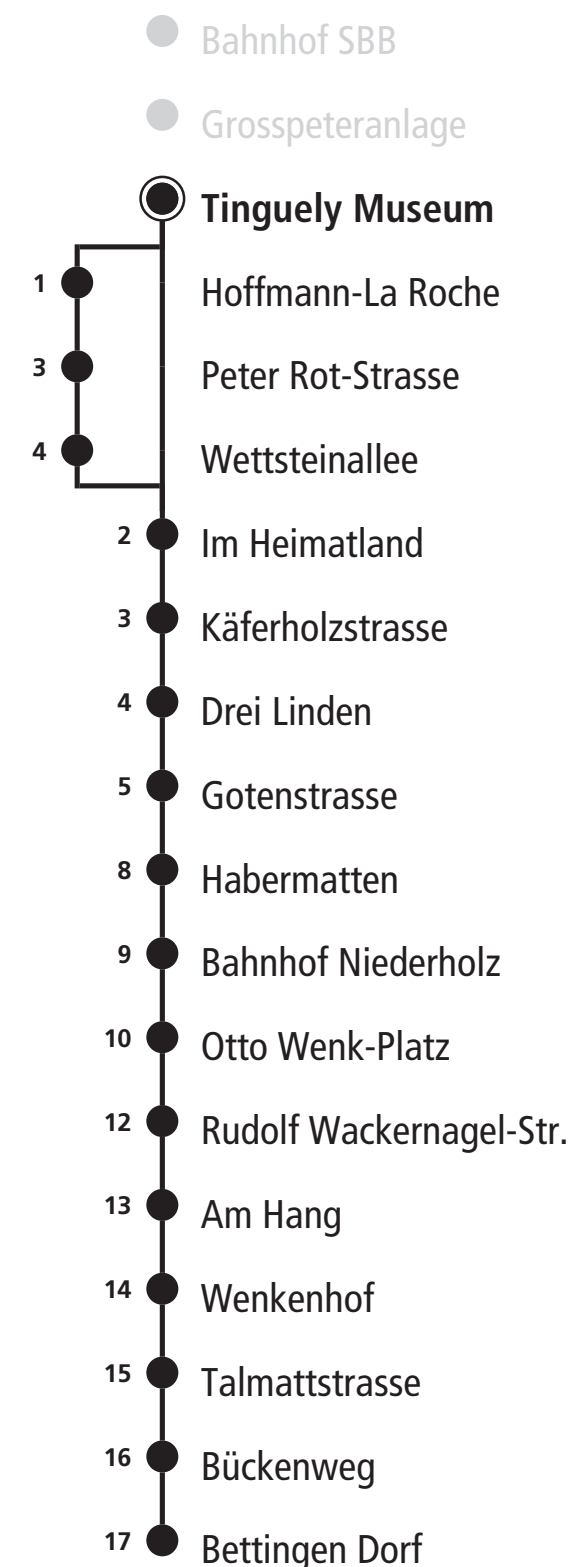 Bahnhof SBB
Grosspeteranlage
Tinguely Museum
1 Hoffmann-La Roche
3 Peter Rot-Strasse
4 Wettsteinallee
2 Im Heimatland
3 Käferholzstrasse
4 Drei Linden
5 Gotenstrasse
8 Habermatten
9 Bahnhof Niederholz
10 Otto Wenk-Platz
12 Rudolf Wackernagel-Str.
13 Am Hang
14 Wenkenhof
15 Talmattstrasse
16 Bückenweg
17 Bettingen Dorf